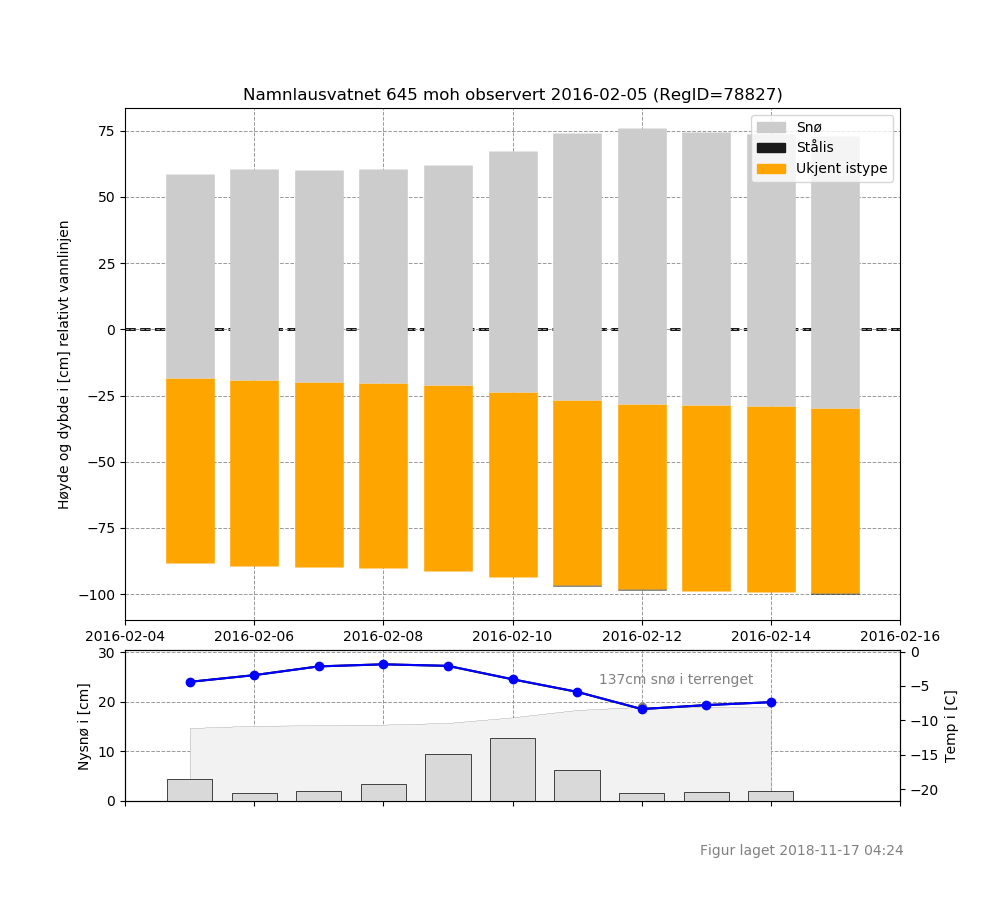 Namnlausvatnet 645 moh observert 2016-02-05 (RegID=78827)
Snø
Stålis
Ukjent istype
Høyde og dybde i [cm] relativt vannlinjen
75
50
25
0
−25
−50
−75
−100
2016-02-04 2016-02-06 2016-02-08 2016-02-10 2016-02-12 2016-02-14 2016-02-16
Nysnø i [cm]
30
20
10
0
137cm snø i terrenget
0
−5
−10
−15
−20
Temp i [C]
Figur laget 2018-11-17 04:24